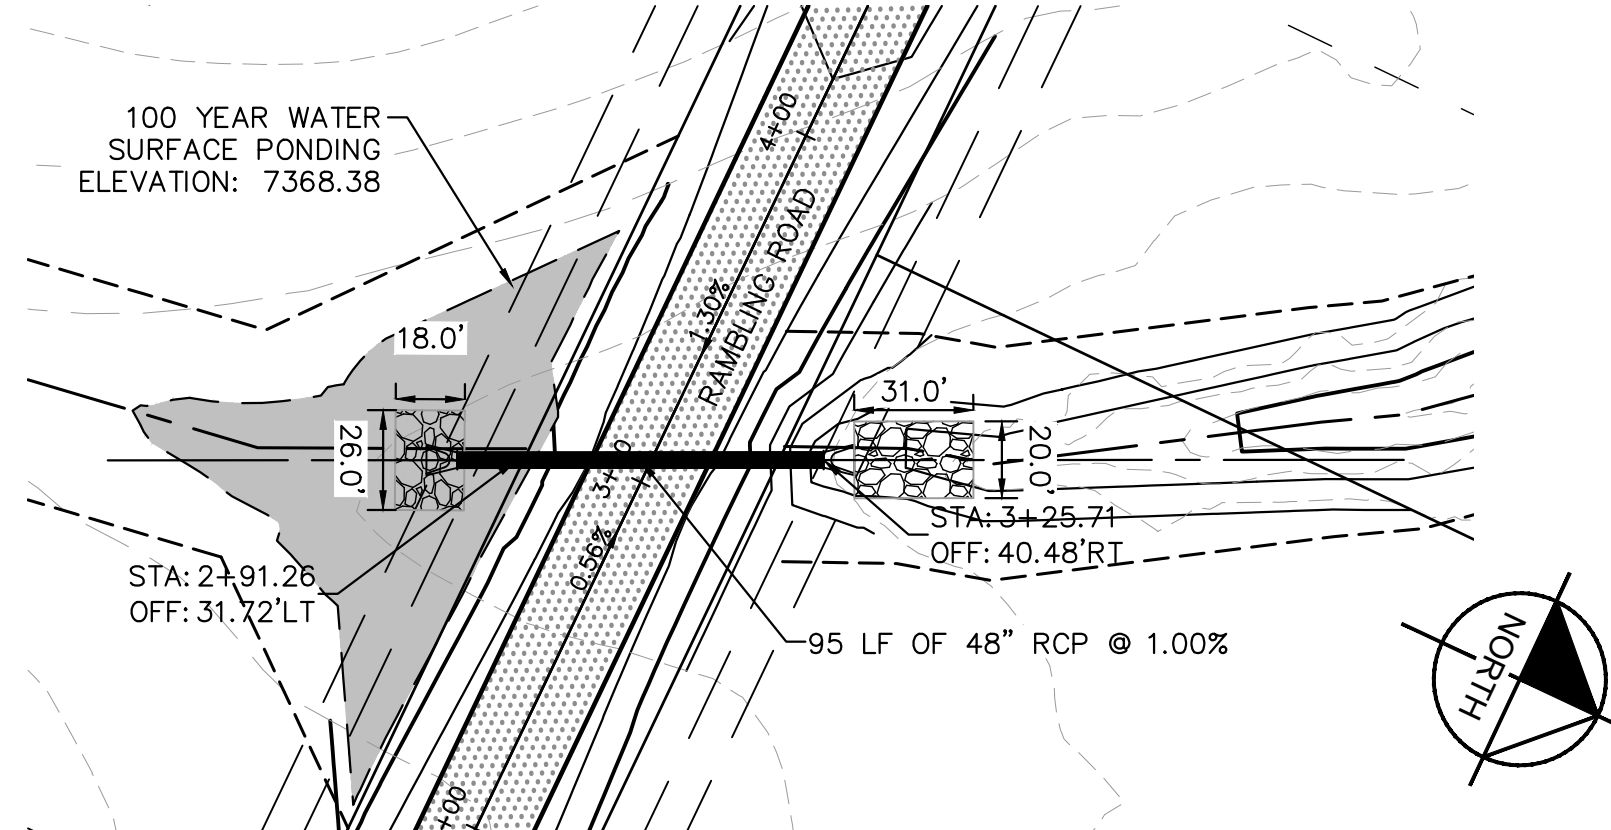 100 YEAR WATER
SURFACE PONDING
ELEVATION: 7368.38
4+00
RAMBLING ROAD
1.30%
18.0'
26.0'
31.0'
20.0'
3+00
0.56%
STA: 3+25.71
OFF: 40.48'RT
STA: 2+91.26
OFF: 31.72'LT
95 LF OF 48" RCP @ 1.00%
NORTH
+00